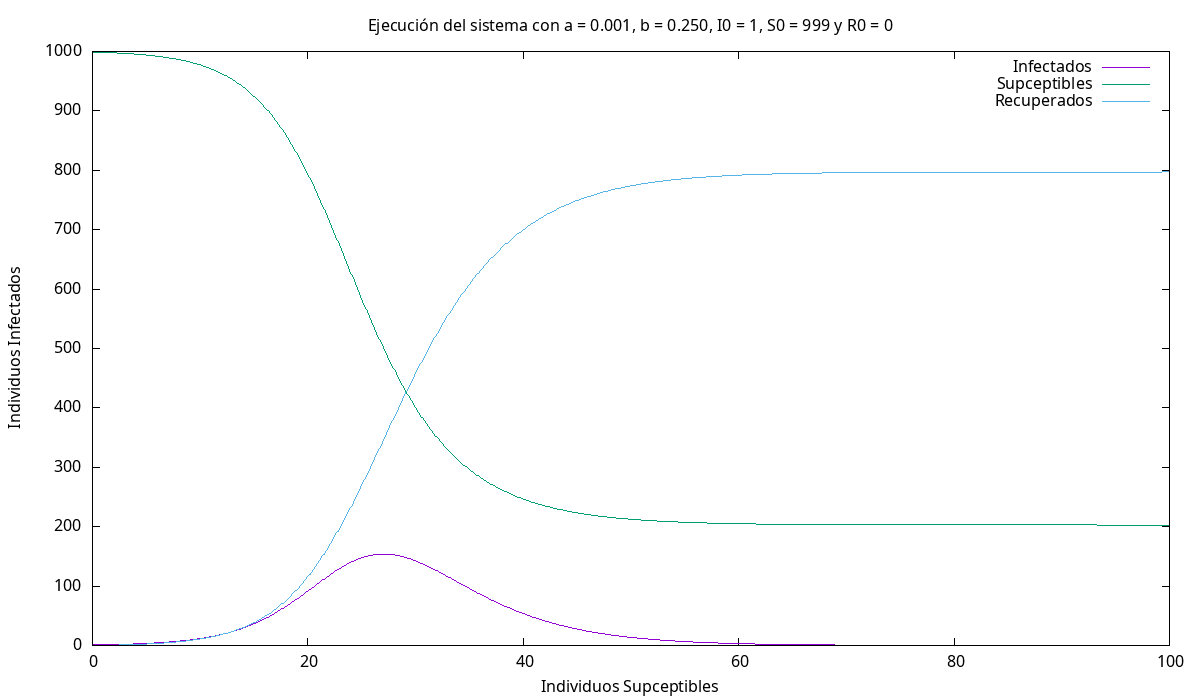 Ejecución del sistema con a = 0.001, b = 0.250, I0 = 1, S0 = 999 y R0 = 0
Infectados
Supceptibles
Recuperados
1000
900
800
700
600
500
400
300
200
100
0
Individuos Infectados
0 20 40 60 80 100
Individuos Supceptibles